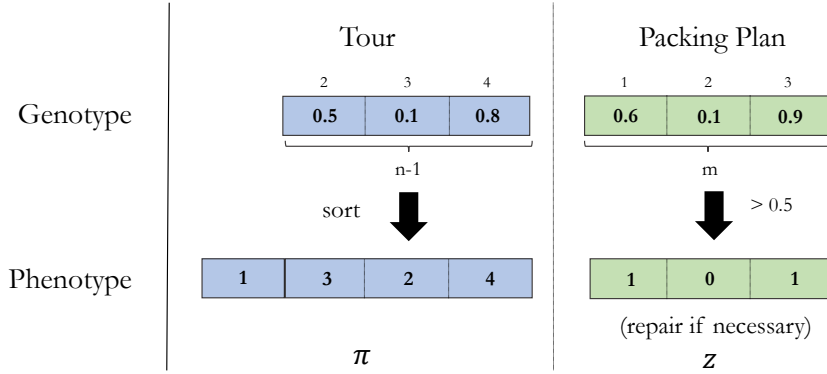 Tour
Packing Plan
2 3 4
1 2 3
Genotype
0.5 0.1 0.8
0.6 0.1 0.9
n-1
m
sort
> 0.5
Phenotype
1 3 2 4
1 0 1
(repair if necessary)
π
z